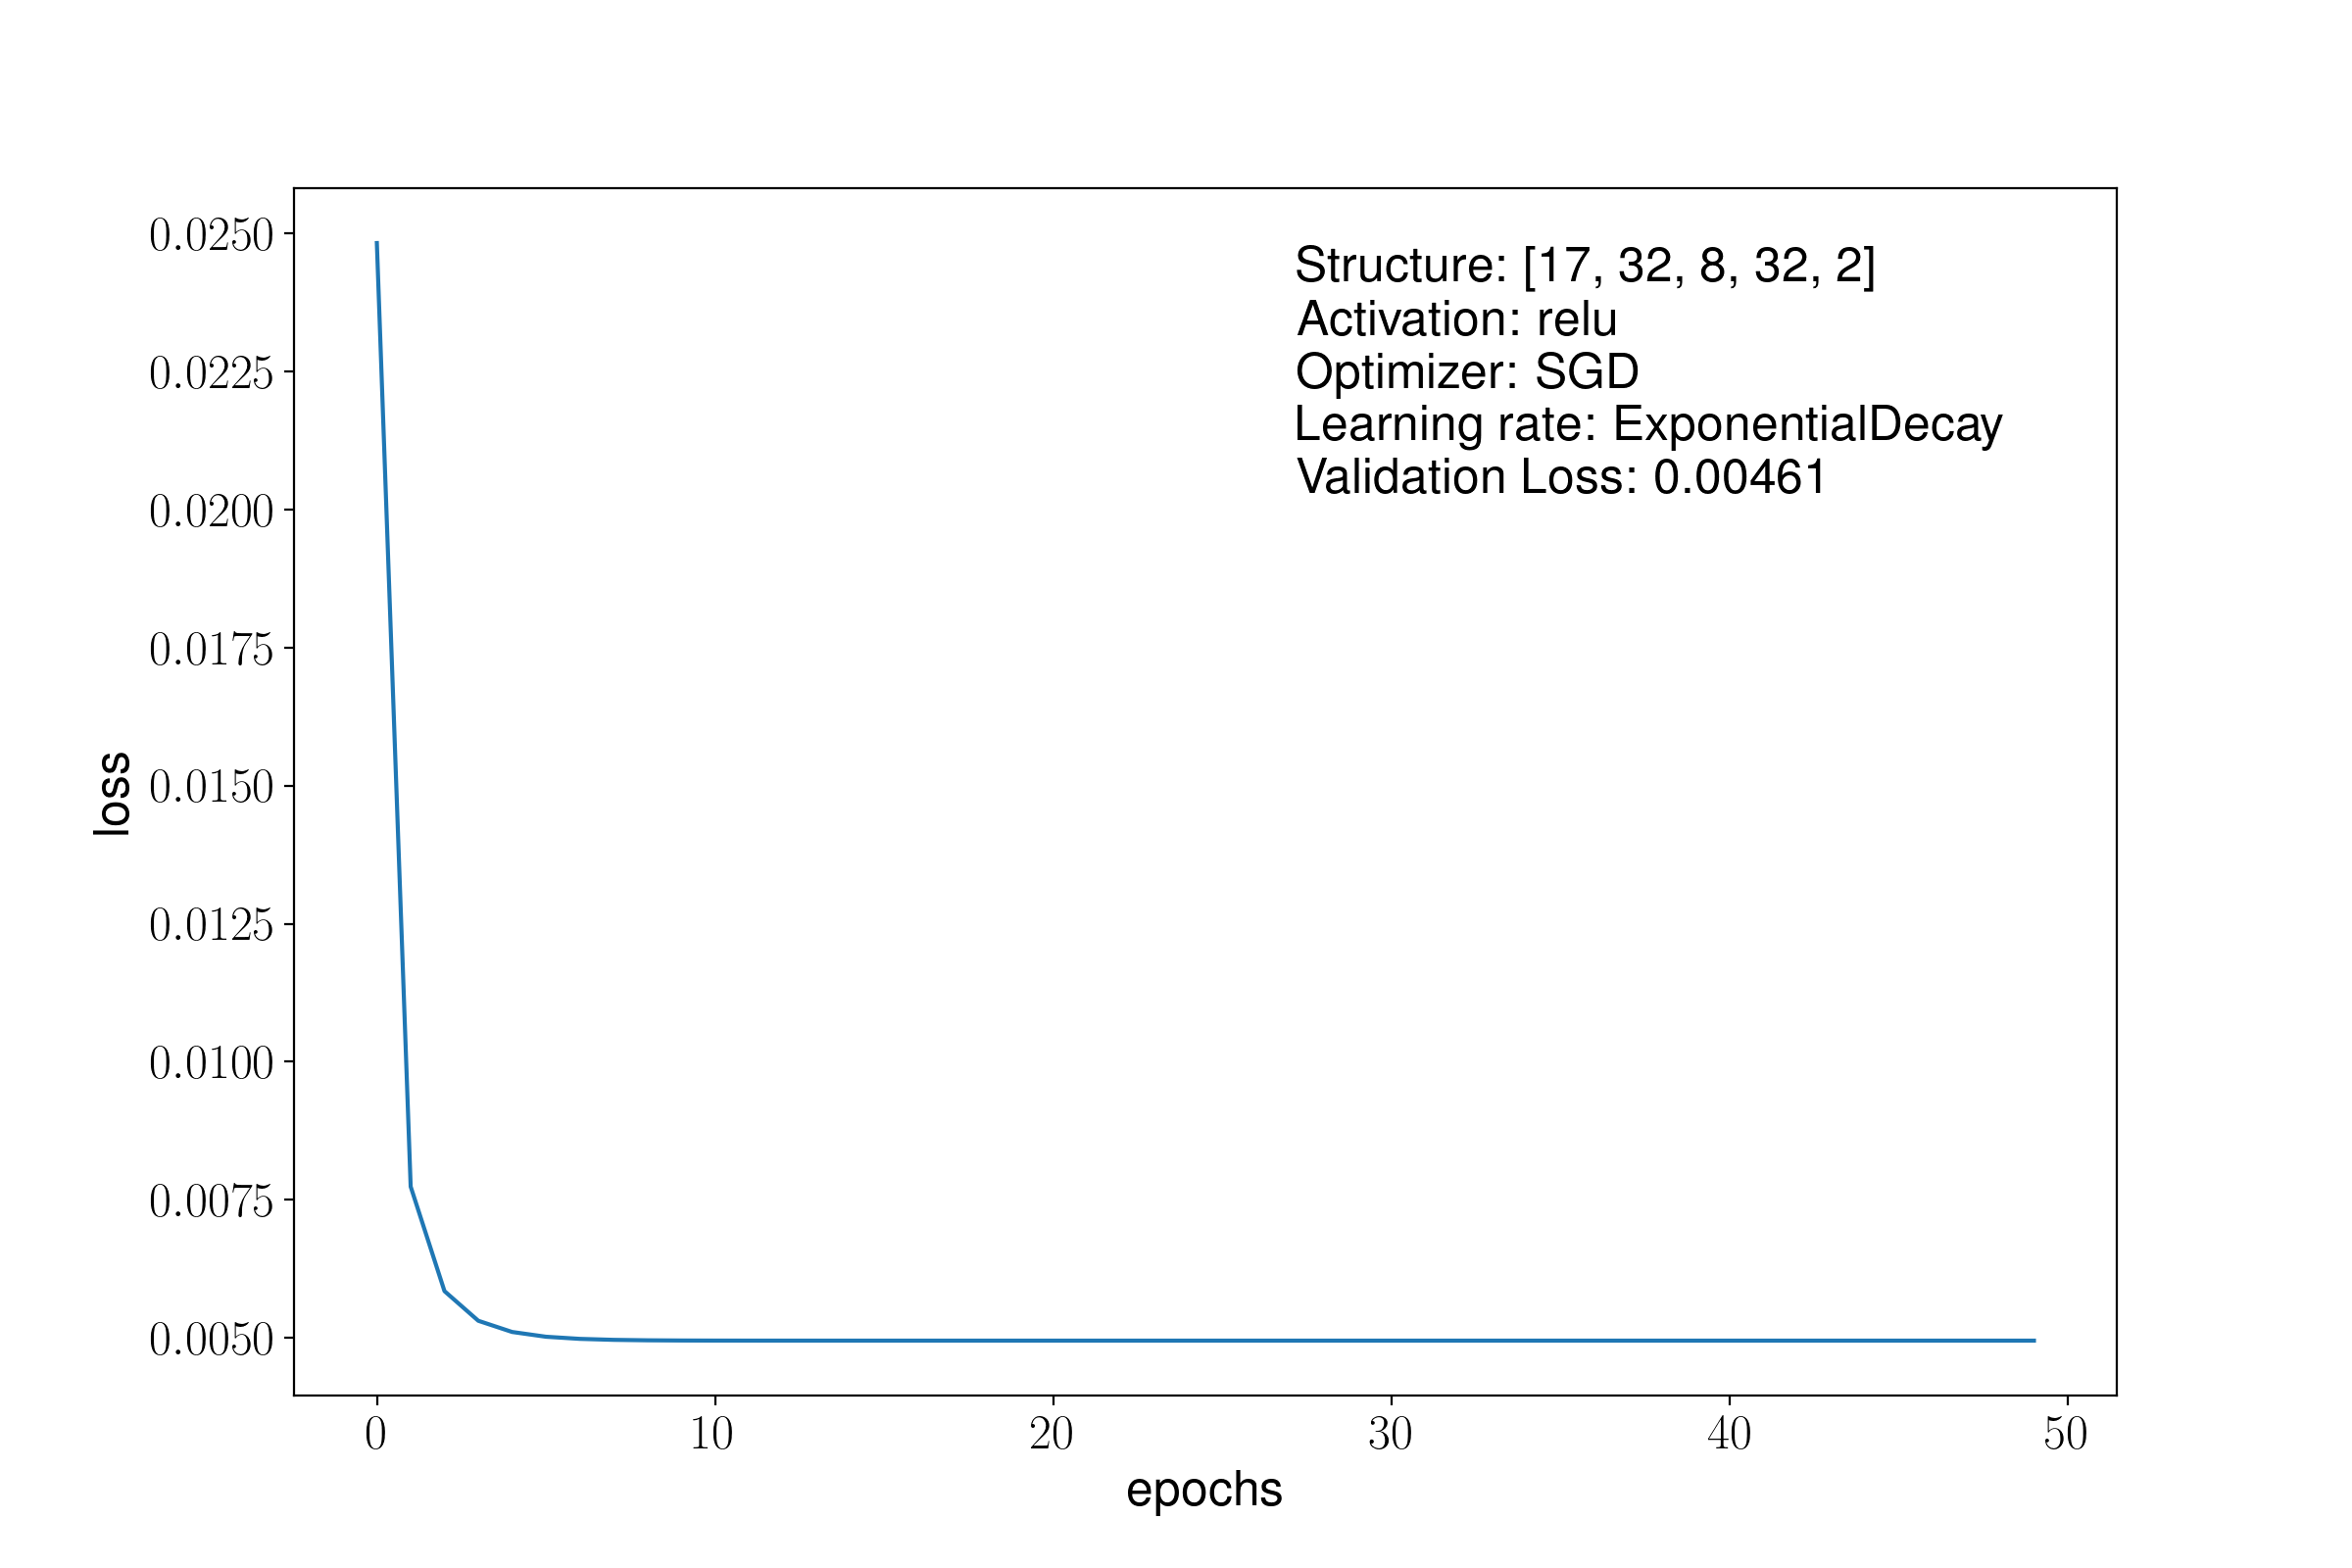 Structure: [17, 32, 8, 32, 2]
Activation: relu
Optimizer: SGD
Learning rate: ExponentialDecay
Validation Loss: 0.00461
0.0250
0.0225
0.0200
0.0175
0.0150
0.0125
0.0100
0.0075
0.0050
loss
0 10 20 30 40 50
epochs